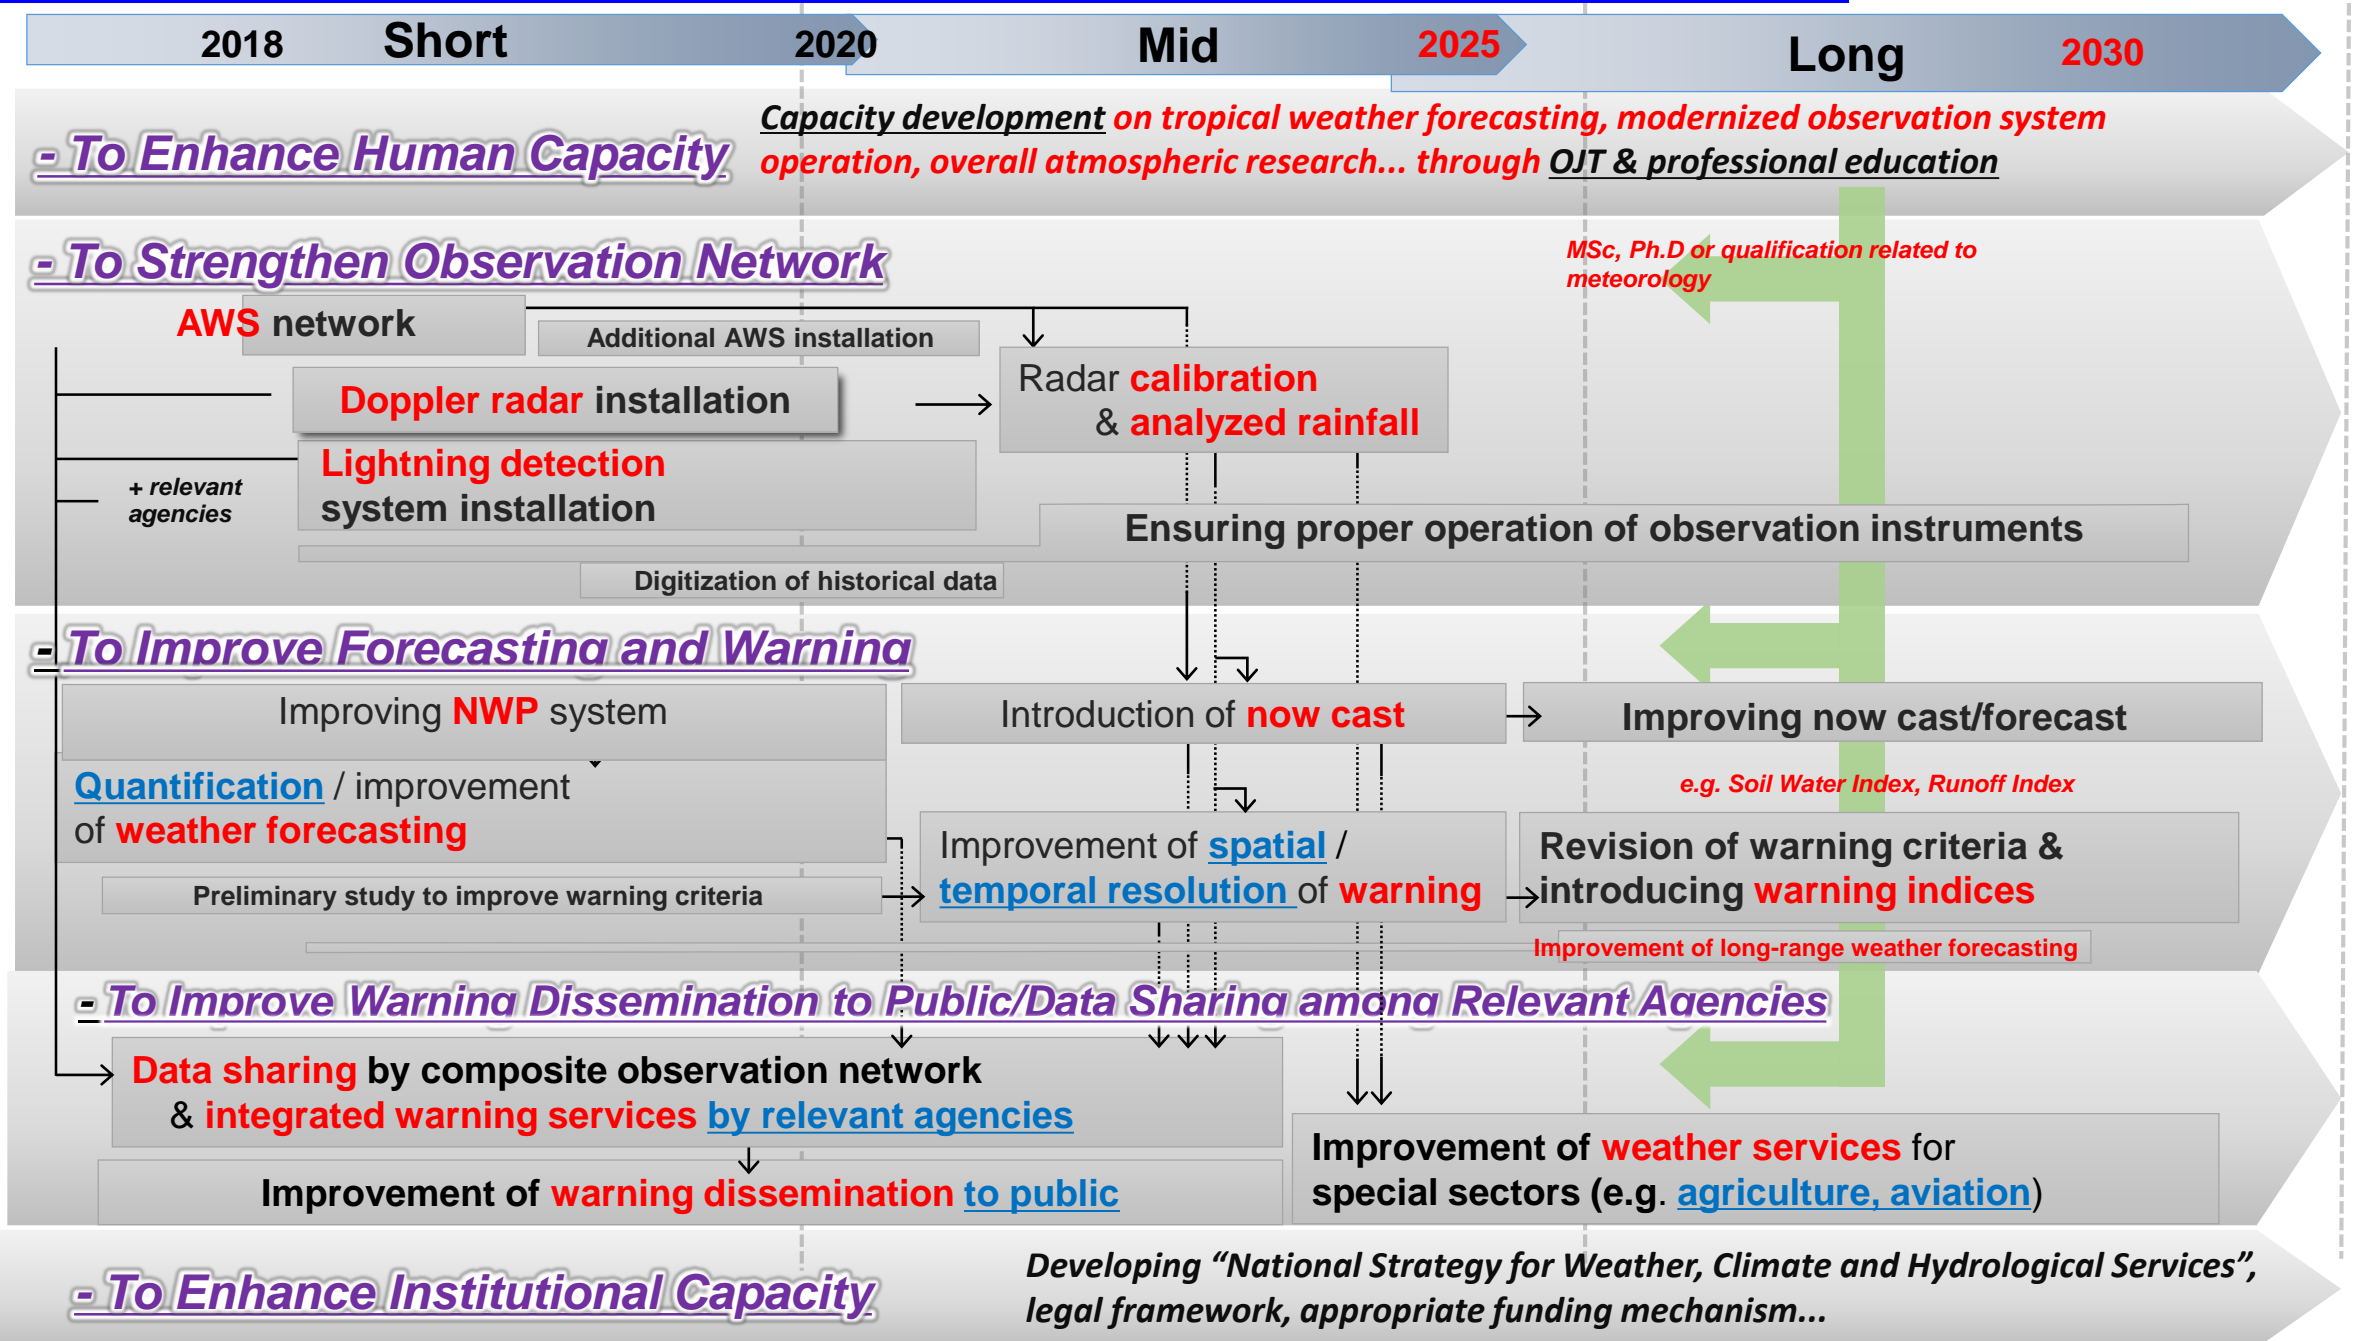 2018 Short 2020 Mid 2025 Long 2030
- To Enhance Human Capacity
Capacity development on tropical weather forecasting, modernized observation system
operation, overall atmospheric research... through OJT & professional education
- To Strengthen Observation Network
MSc, Ph.D or qualification related to
meteorology
AWS network
Additional AWS installation
Doppler radar installation
Radar calibration
& analyzed rainfall
Lightning detection
system installation
+ relevant
agencies
Ensuring proper operation of observation instruments
Digitization of historical data
- To Improve Forecasting and Warning
Improving NWP system
Introduction of now cast
Improving now cast/forecast
Quantification / improvement
of weather forecasting
e.g. Soil Water Index, Runoff Index
Improvement of spatial /
temporal resolution of warning
Revision of warning criteria &
introducing warning indices
Preliminary study to improve warning criteria
Improvement of long-range weather forecasting
- To Improve Warning Dissemination to Public/Data Sharing among Relevant Agencies
Data sharing by composite observation network
& integrated warning services by relevant agencies
Improvement of warning dissemination to public
Improvement of weather services for
special sectors (e.g. agriculture, aviation)
- To Enhance Institutional Capacity
Developing “National Strategy for Weather, Climate and Hydrological Services”,
legal framework, appropriate funding mechanism...